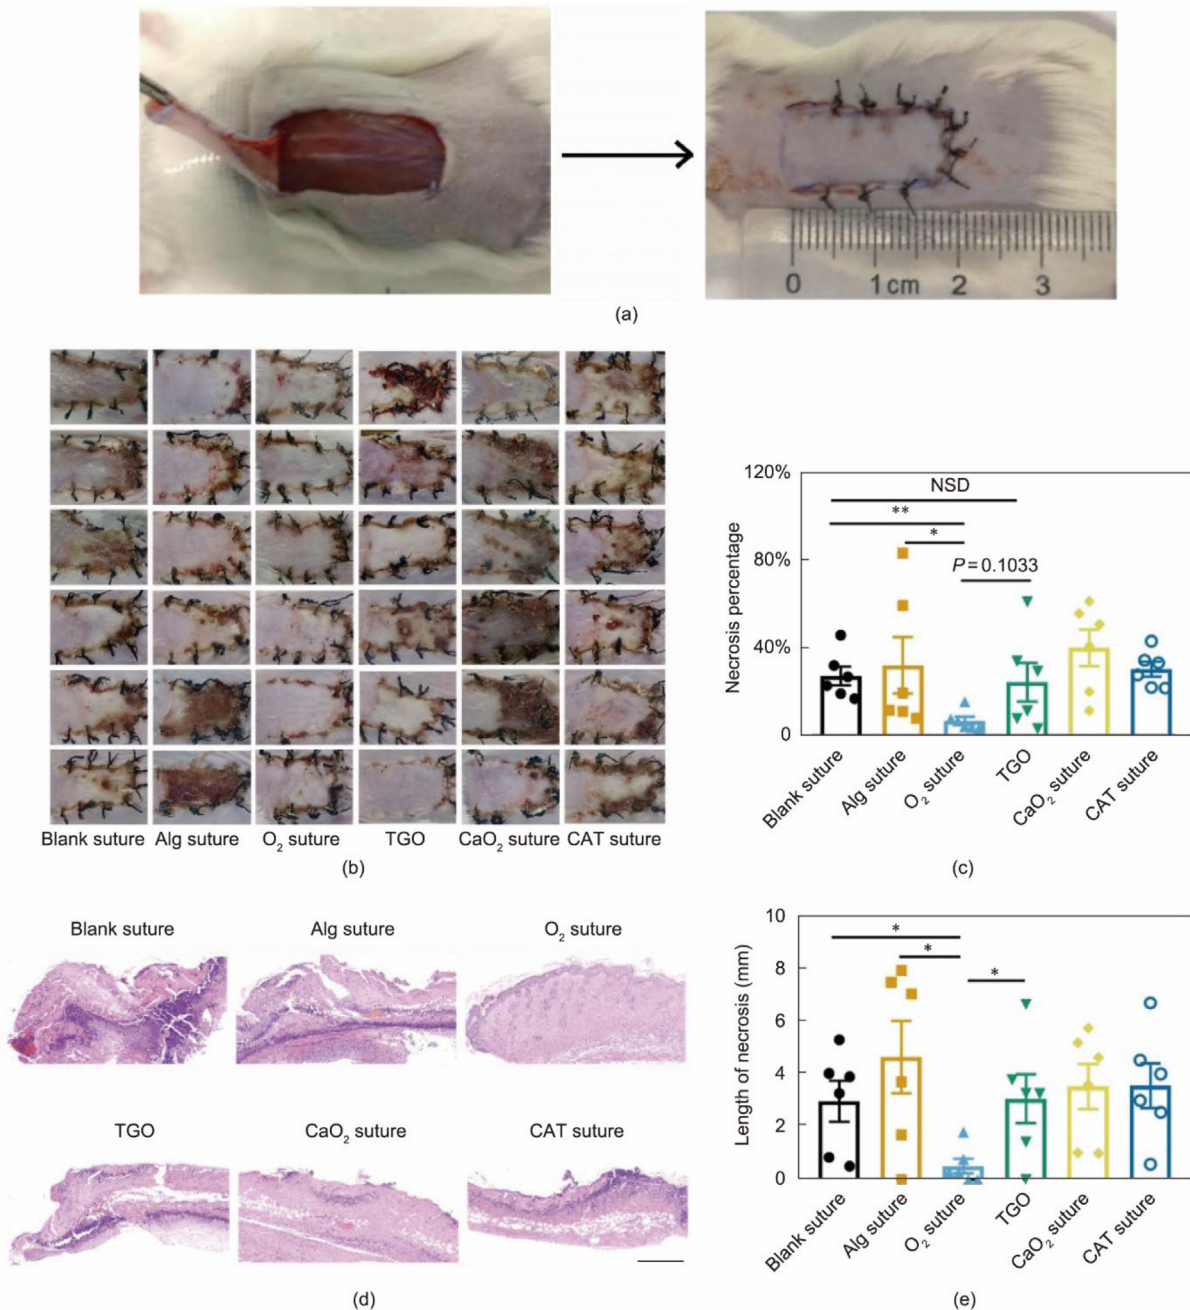 0 1cm 2 3
(a)
Blank suture Alg suture O₂ suture TGO CaO₂ suture CAT suture
(b)
120%
80%
40%
0
Necrosis percentage
NSD
**
*
P = 0.1033
Blank suture
Alg suture
O₂ suture
TGO
CaO₂ suture
CAT suture
(c)
Blank suture Alg suture O₂ suture
TGO CaO₂ suture CAT suture
(d)
10
8
6
4
2
0
Length of necrosis (mm)
*
*
*
Blank suture
Alg suture
O₂ suture
TGO
CaO₂ suture
CAT suture
(e)